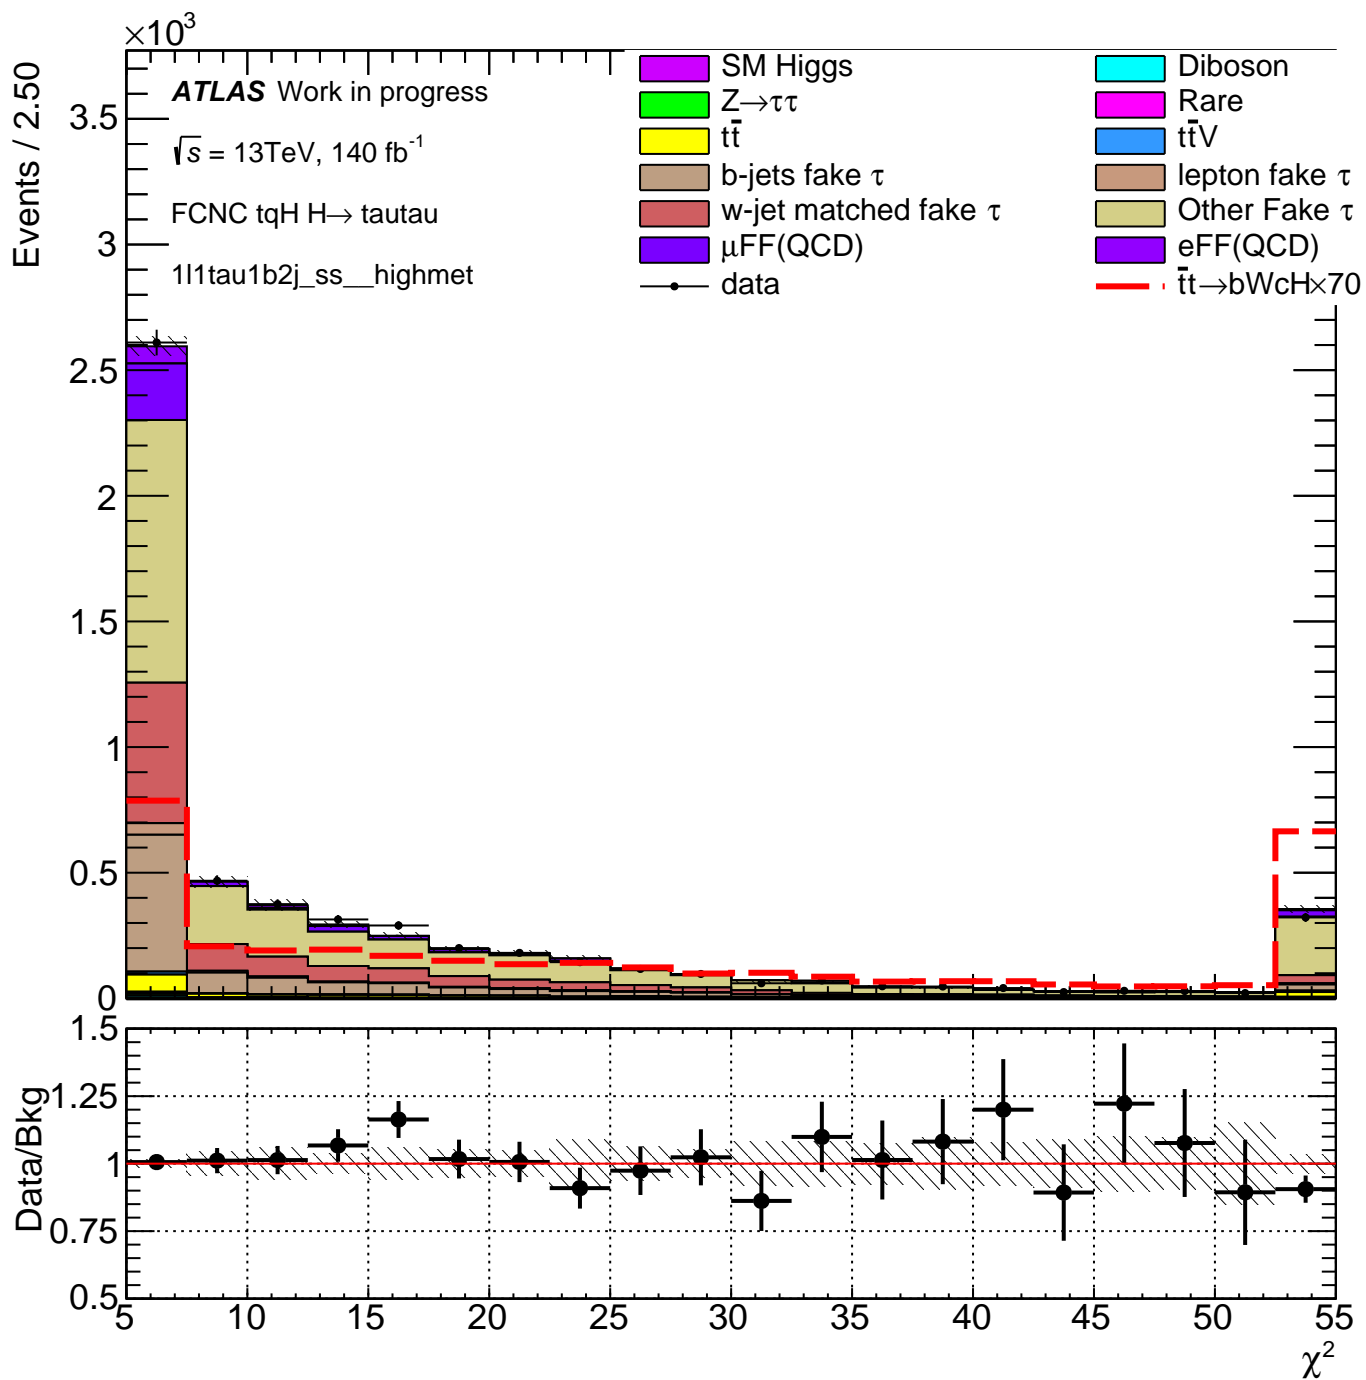 ×10³
Events / 2.50
3.5
3
2.5
2
1.5
1
0.5
0
ATLAS Work in progress
√s = 13TeV, 140 fb⁻¹
FCNC tqH H→ tautau
1l1tau1b2j_ss__highmet
SM Higgs
Z→ττ
tt̄
b-jets fake τ
w-jet matched fake τ
μFF(QCD)
data
Diboson
Rare
tt̄V
lepton fake τ
Other Fake τ
eFF(QCD)
t̄t→bWcH×70
Data/Bkg
1.5
1.25
1
0.75
0.5
5 10 15 20 25 30 35 40 45 50 55
χ²